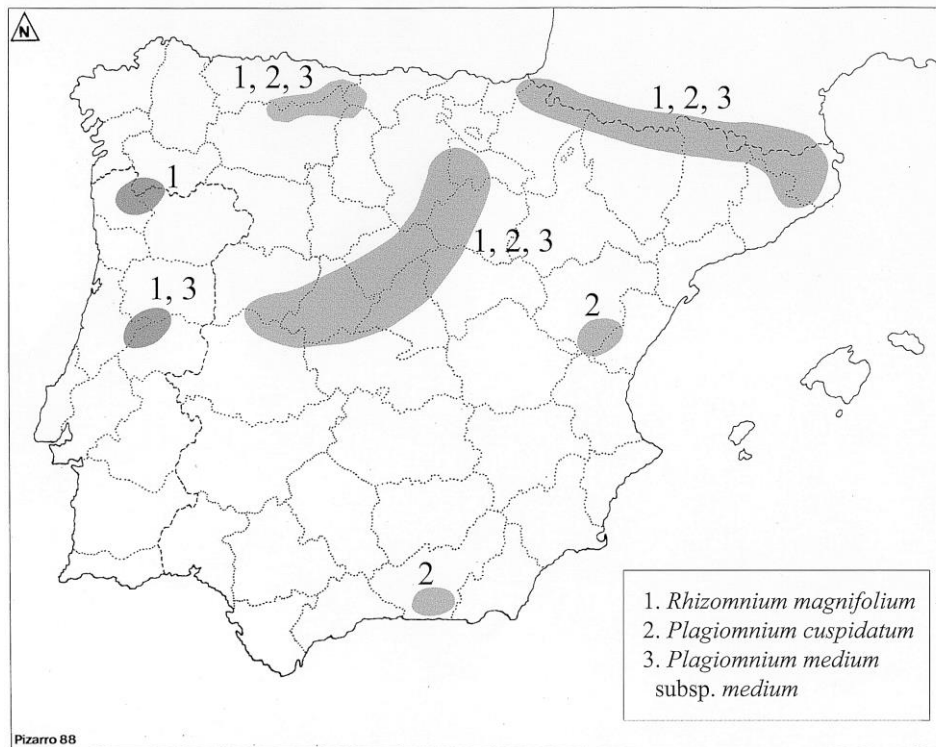 N
1, 2, 3
1, 2, 3
1
1, 2, 3
1, 3
2
2
1. Rhizomnium magnifolium
2. Plagiomnium cuspidatum
3. Plagiomnium medium
subsp. medium
Pizarro 88